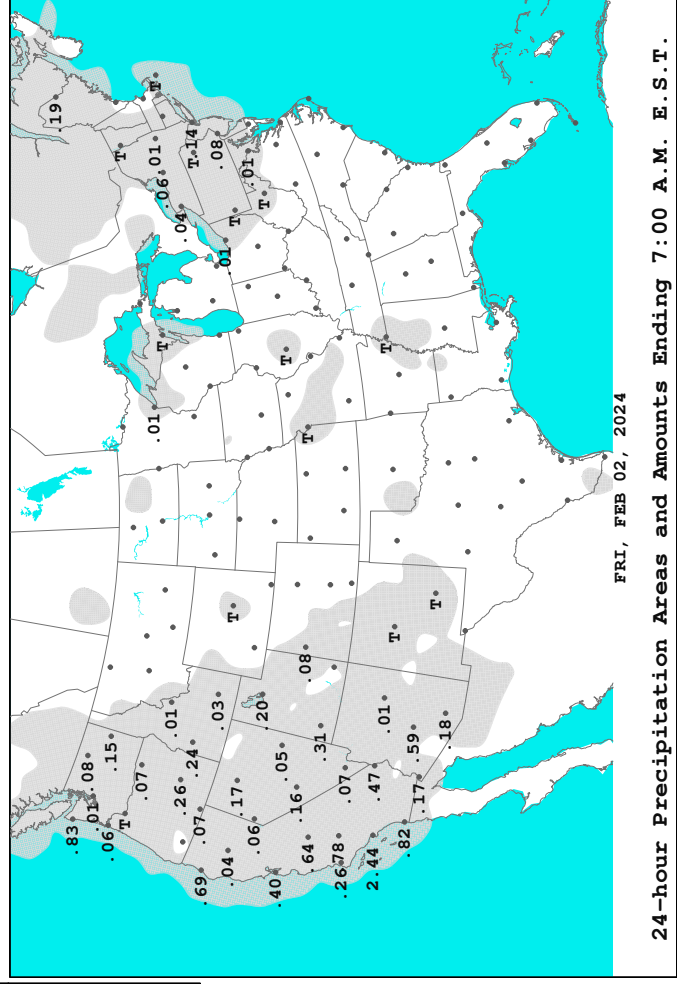 .19
.83
.08
.01
.06
.15
T
T
.07
.01
.01
T
T
.06
.01
.04
.26
.24
T
.14
.07
.69
.08
.03
.01
.04
T
T
.17
.01
.06
.20
T
.40
.05
T
.16
.08
T
.64
.31
.26
.78
.07
2.44
.47
.01
T
T
.82
.59
.17
T
.18
FRI, FEB 02, 2024
24-hour Precipitation Areas and Amounts Ending 7:00 A.M. E.S.T.